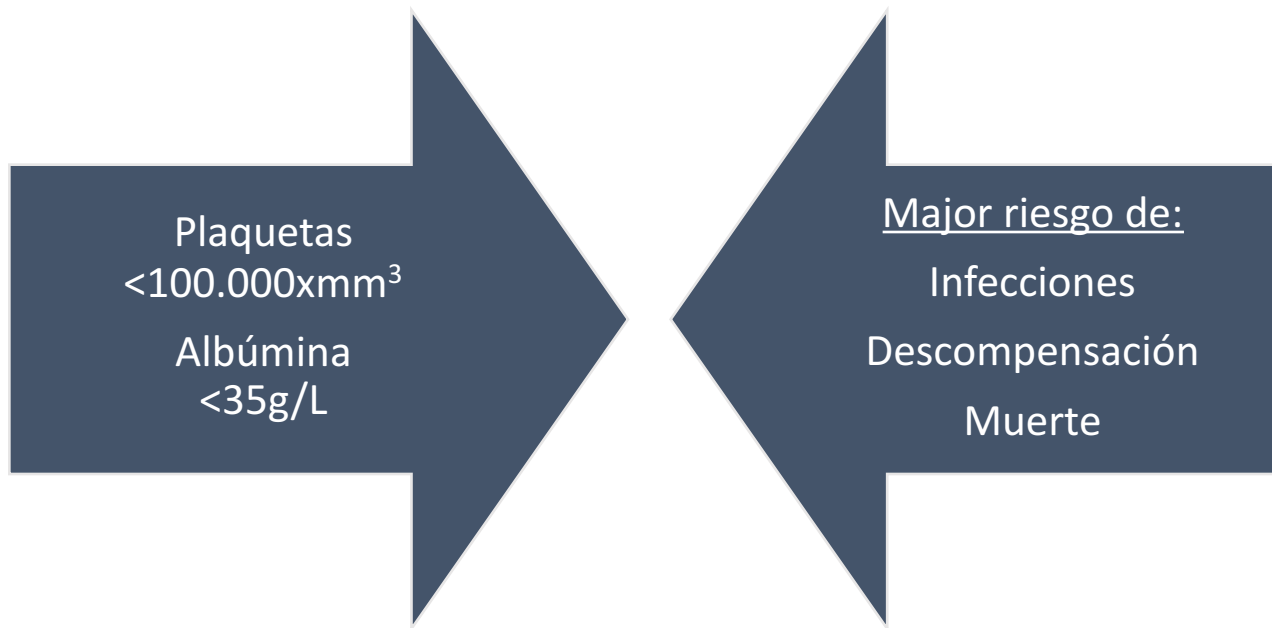 Plaquetas
<100.000xmm³
Albúmina
<35g/L
Major riesgo de:
Infecciones
Descompensación
Muerte